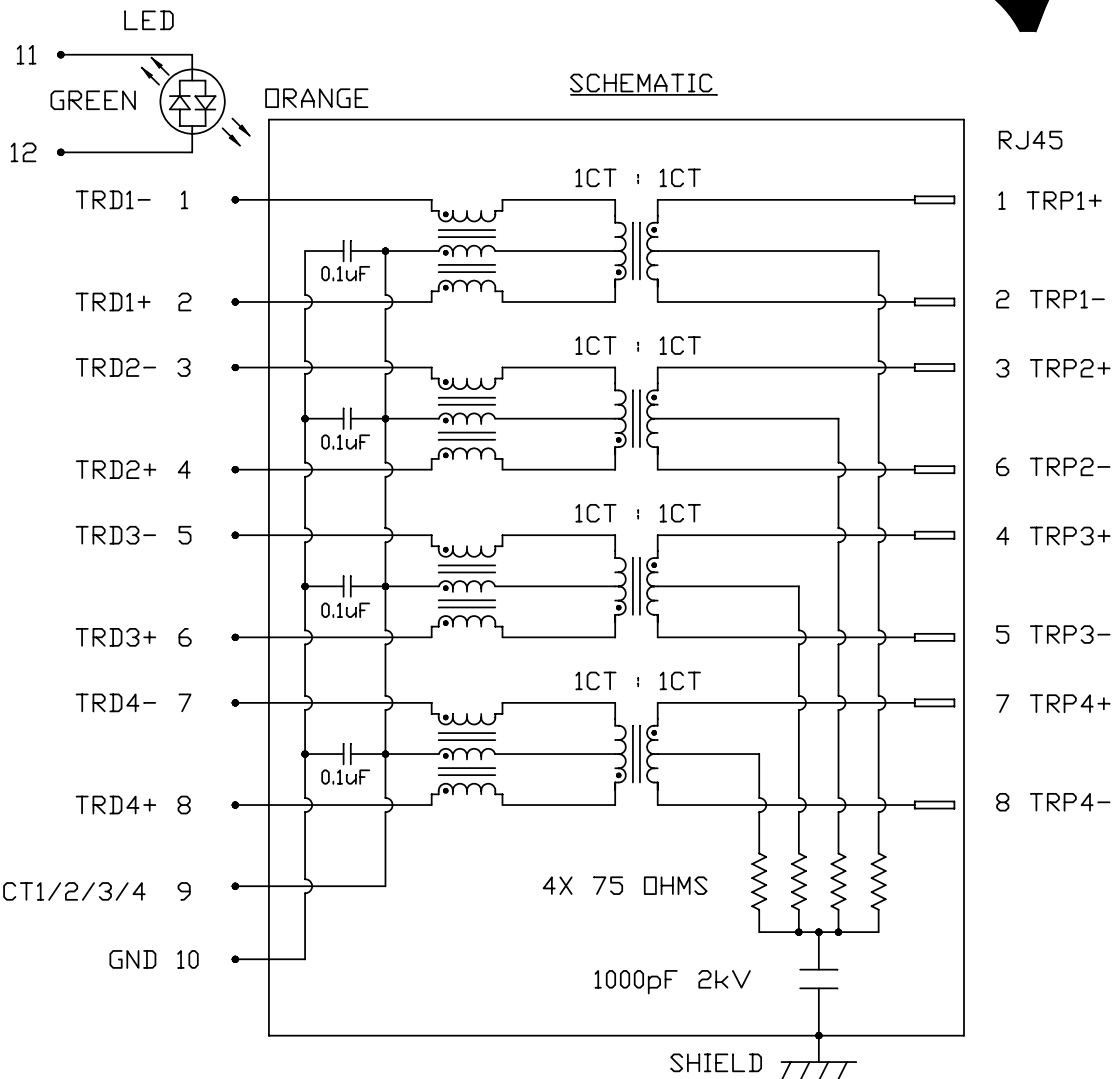 LED
11
GREEN
ORANGE
12
SCHEMATIC
RJ45
1CT : 1CT
TRD1- 1
1 TRP1+
0.1uF
TRD1+ 2
2 TRP1-
1CT : 1CT
TRD2- 3
3 TRP2+
0.1uF
TRD2+ 4
6 TRP2-
1CT : 1CT
TRD3- 5
4 TRP3+
0.1uF
TRD3+ 6
5 TRP3-
1CT : 1CT
TRD4- 7
7 TRP4+
0.1uF
TRD4+ 8
8 TRP4-
CT1/2/3/4 9
4X 75 OHMS
GND 10
1000pF 2kV
SHIELD